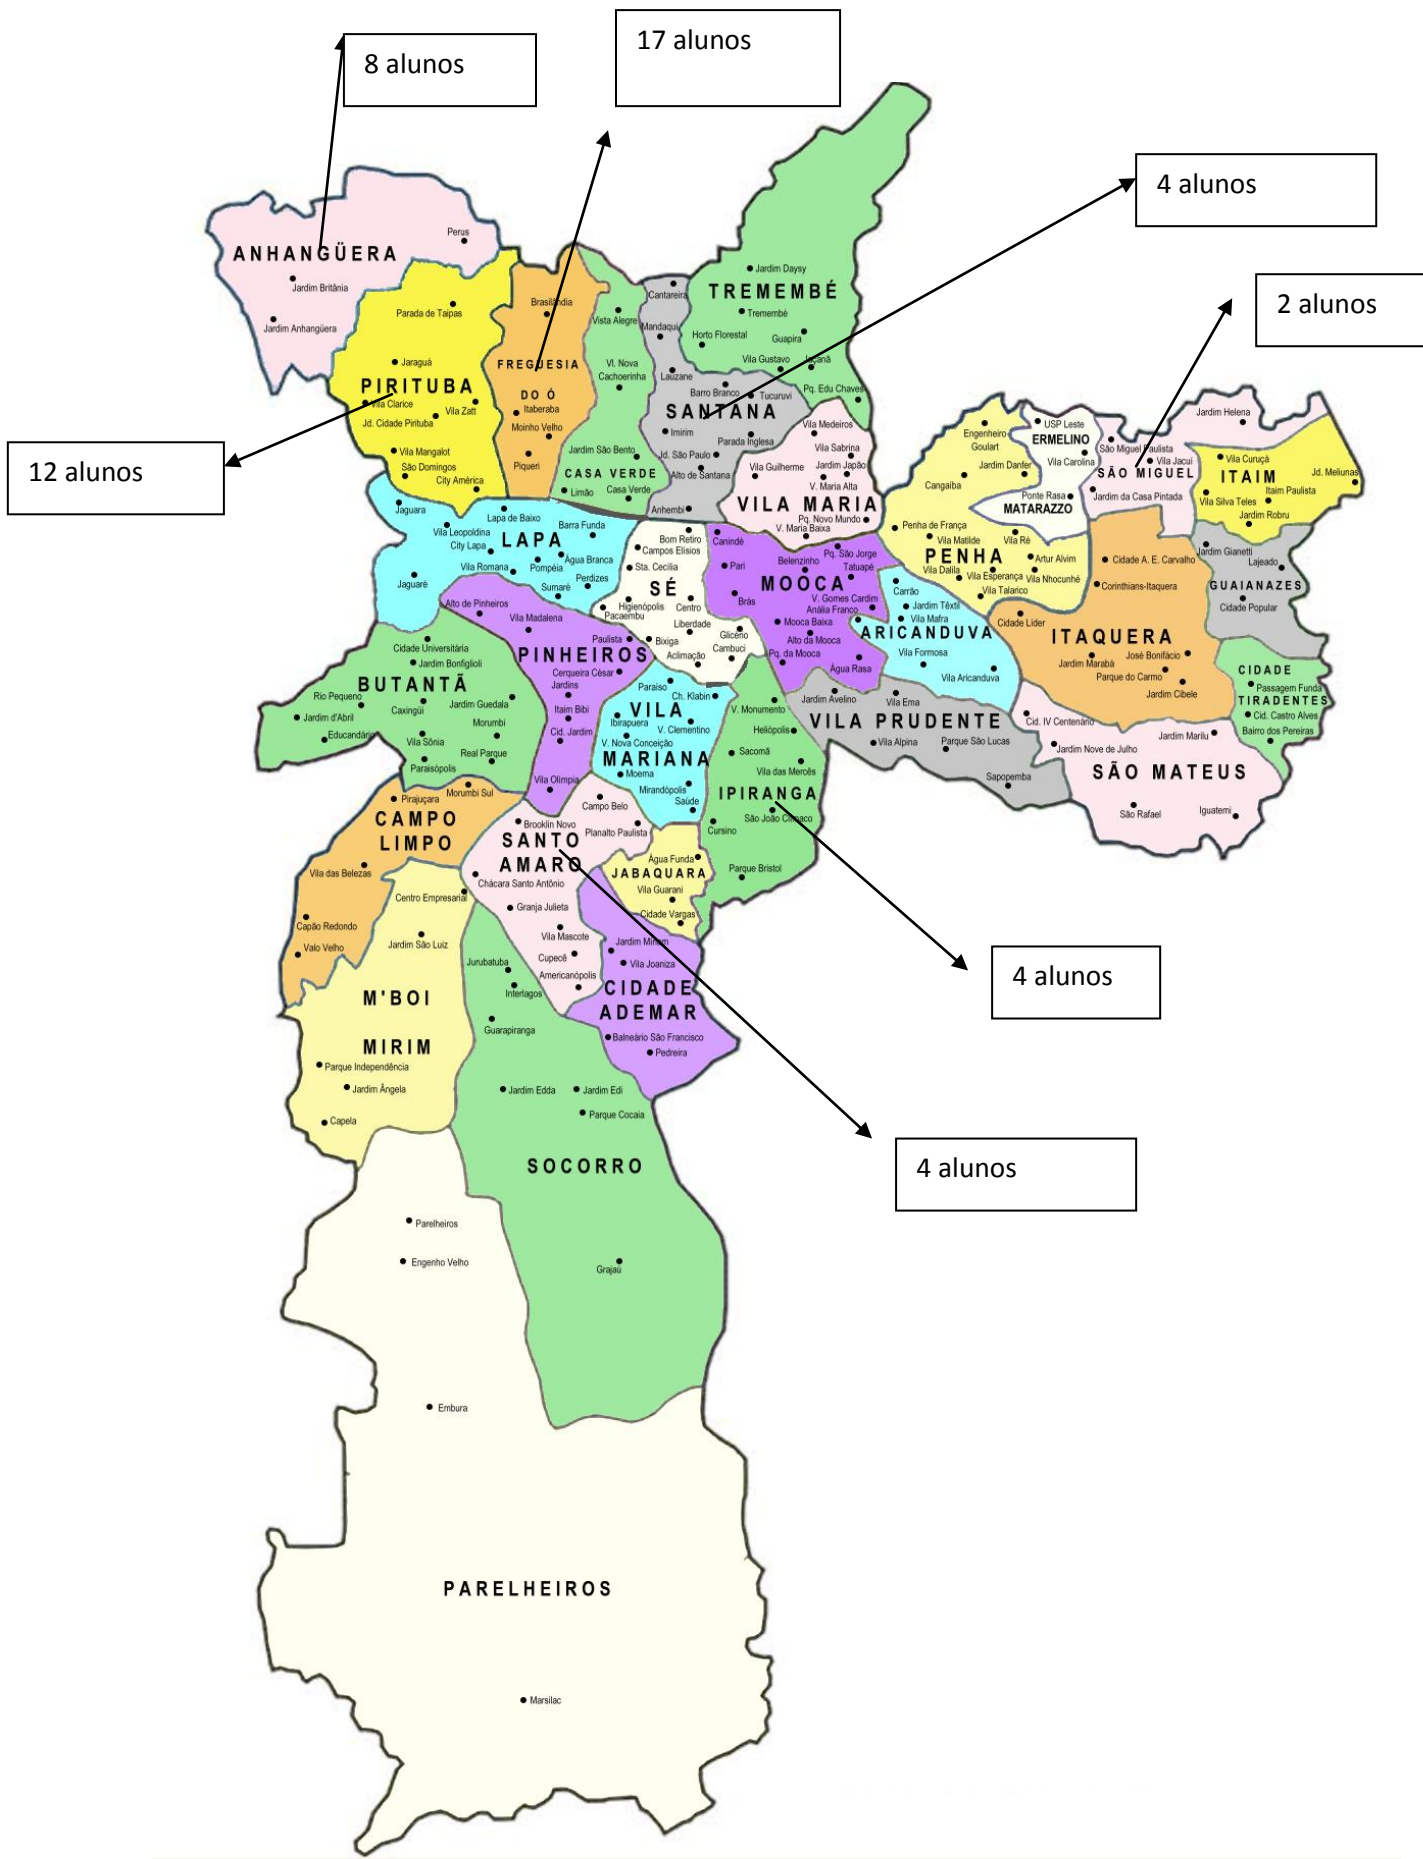 17 alunos
8 alunos
4 alunos
2 alunos
12 alunos
4 alunos
4 alunos
ANHANGÜERA
Perus
Jardim Britânia
Jardim Anhangüera
Parada de Taipas
Jaraguá
PIRITUBA
Vila Clarice
Vila Zatt
Jd. Cidade Pirituba
Vila Mangalot
São Domingos
City América
Brasilândia
FREGUESIA
DO Ó
Itaberaba
Moinho Velho
Piqueri
Vista Alegre
Vl. Nova
Cachoerinha
Jardim São Bento
CASA VERDE
Limão
Casa Verde
Cantareira
Mandaqui
Lauzane
Barro Branco
Tucuruvi
SANTANA
Imirim
Parada Inglesa
Jd. São Paulo
Alto de Santana
Anhembi
Jardim Daysy
TREMEMBÉ
Tremembé
Horto Florestal
Guapira
Vila Gustavo
Jaçanã
Pq. Edu Chaves
Vila Medeiros
Vila Sabrina
Vila Guilherme
Jardim Japão
V. Maria Alta
VILA MARIA
Pq. Novo Mundo
V. Maria Baixa
Engenheiro
Goulart
Jardim Danfer
Cangaíba
Penha de França
Vila Matilde
Vila Ré
PENHA
Artur Alvim
Vila Dalila
Vila Esperança
Vila Nhocunhé
Vila Talarico
USP Leste
ERMELINO
Vila Carolina
Ponte Rasa
MATARAZZO
Jardim Helena
São Miguel Paulista
Vila Jacuí
SÃO MIGUEL
Jardim da Casa Pintada
Vila Curuçá
Jd. Meliunas
ITAIM
Itaim Paulista
Vila Silva Teles
Jardim Robru
Jardim Gianetti
Lajeado
GUAIANAZES
Cidade Popular
Cidade A. E. Carvalho
Corinthians-Itaquera
Cidade Líder
ITAQUERA
José Bonifácio
Jardim Marabá
Parque do Carmo
Jardim Cibele
CIDADE
Passagem Funda
TIRADENTES
Cid. Castro Alves
Bairro dos Pereiras
Cid. IV Centenário
Jardim Marilu
Jardim Nove de Julho
SÃO MATEUS
São Rafael
Iguatemi
Jaguara
Lapa de Baixo
Vila Leopoldina
Barra Funda
LAPA
City Lapa
Água Branca
Pompéia
Vila Romana
Jaguaré
Perdizes
Sumaré
Bom Retiro
Campos Elísios
Sta. Cecilia
SÉ
Higienópolis
Centro
Pacaembu
Liberdade
Glicéno
Bixiga
Cambuci
Aclimação
Canindé
Pq. São Jorge
Belenzinho
Pari
Tatuapé
MOÓCA
Brás
V. Gomes Cardim
Anália Franco
Mooca Baixa
Alto da Mooca
Pq. da Mooca
Água Rasa
Carrão
Jardim Têxtil
Vila Mafra
ARICANDUVA
Vila Formosa
Vila Aricanduva
Jardim Avelino
Vila Ema
VILA PRUDENTE
Vila Alpina
Parque São Lucas
Sapopemba
Alto de Pinheiros
Vila Madalena
Paulista
PINHEIROS
Cerqueira César
Jardins
Itaim Bibi
Cid. Jardim
Vila Olímpia
Cidade Universitária
Jardim Bonfiglioli
BUTANTÃ
Rio Pequeno
Jardim Guedala
Caxingui
Jardim d'Abril
Morumbi
Educandário
Vila Sônia
Real Parque
Paraisópolis
Paraiso
Ch. Klabin
VILA
Ibirapuera
V. Clementino
V. Nova Conceição
MARIANA
Moema
Mirandópolis
Saúde
V. Monumento
Heliópolis
Sacomã
Vila das Mercês
IPIRANGA
São João Clímaco
Cursino
Parque Bristol
Morumbi Sul
Pirajuçara
CAMPO
LIMPO
Vila das Belezas
Capão Redondo
Valo Velho
Campo Belo
Brooklin Novo
Planalto Paulista
SANTO
AMARO
Chácara Santo Antônio
Granja Julieta
Vila Mascote
Cupecê
Americanópolis
Água Funda
JABAQUARA
Vila Guarani
Cidade Vargas
Jardim Miriam
Vila Joaniza
CIDADE
ADEMAR
Balneário São Francisco
Pedreira
Centro Empresarial
Jardim São Luiz
M'BOI
MIRIM
Parque Independência
Jardim Ângela
Capela
Jurubatuba
Interlagos
Guarapiranga
Jardim Edda
Jardim Edi
Parque Cocaia
SOCORRO
Grajaú
Parelheiros
Engenho Velho
Embura
PARELHEIROS
Marsilac